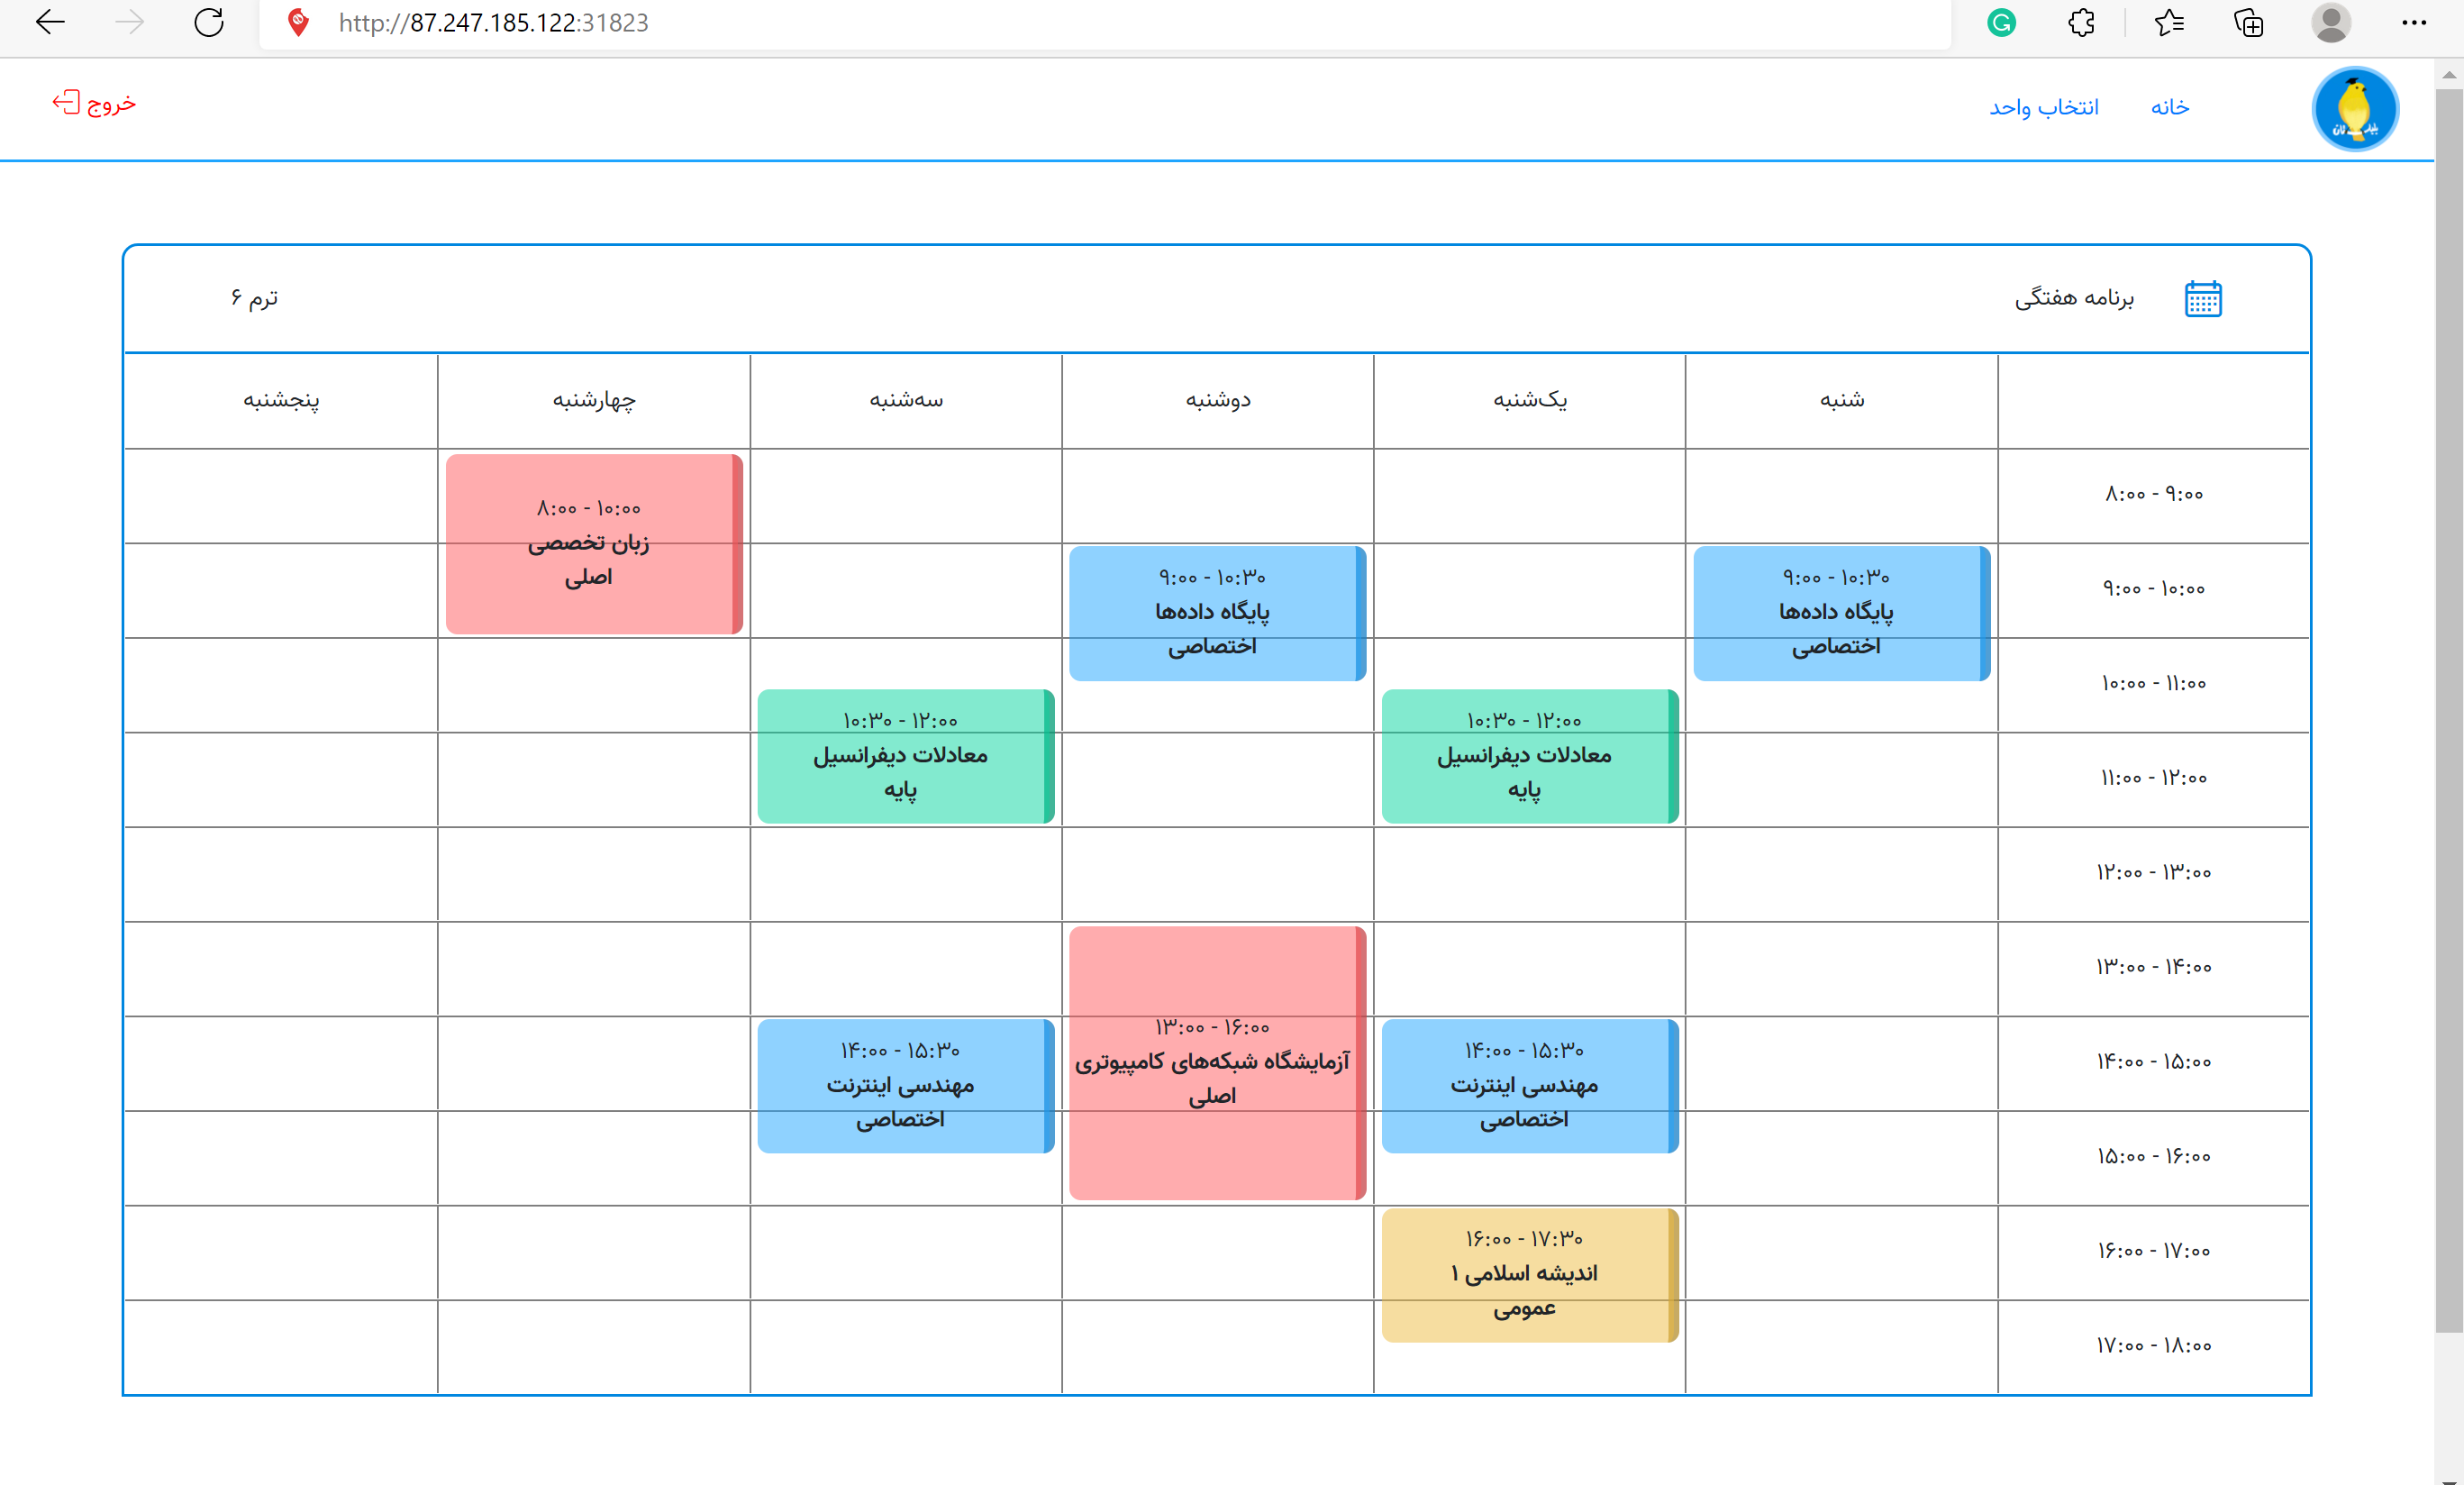 http://87.247.185.122:31823
خانه
انتخاب واحد
خروج
برنامه هفتگی
ترم ۶
شنبه
یک‌شنبه
دوشنبه
سه‌شنبه
چهارشنبه
پنجشنبه
۸:۰۰ - ۹:۰۰
۸:۰۰ - ۱۰:۰۰
زبان تخصصی
اصلی
۹:۰۰ - ۱۰:۰۰
۹:۰۰ - ۱۰:۳۰
پایگاه داده‌ها
اختصاصی
۹:۰۰ - ۱۰:۳۰
پایگاه داده‌ها
اختصاصی
۱۰:۰۰ - ۱۱:۰۰
۱۰:۳۰ - ۱۲:۰۰
معادلات دیفرانسیل
پایه
۱۰:۳۰ - ۱۲:۰۰
معادلات دیفرانسیل
پایه
۱۱:۰۰ - ۱۲:۰۰
۱۲:۰۰ - ۱۳:۰۰
۱۳:۰۰ - ۱۴:۰۰
۱۳:۰۰ - ۱۶:۰۰
آزمایشگاه شبکه‌های کامپیوتری
اصلی
۱۴:۰۰ - ۱۵:۰۰
۱۴:۰۰ - ۱۵:۳۰
مهندسی اینترنت
اختصاصی
۱۴:۰۰ - ۱۵:۳۰
مهندسی اینترنت
اختصاصی
۱۵:۰۰ - ۱۶:۰۰
۱۶:۰۰ - ۱۷:۰۰
۱۶:۰۰ - ۱۷:۳۰
اندیشه اسلامی ۱
عمومی
۱۷:۰۰ - ۱۸:۰۰